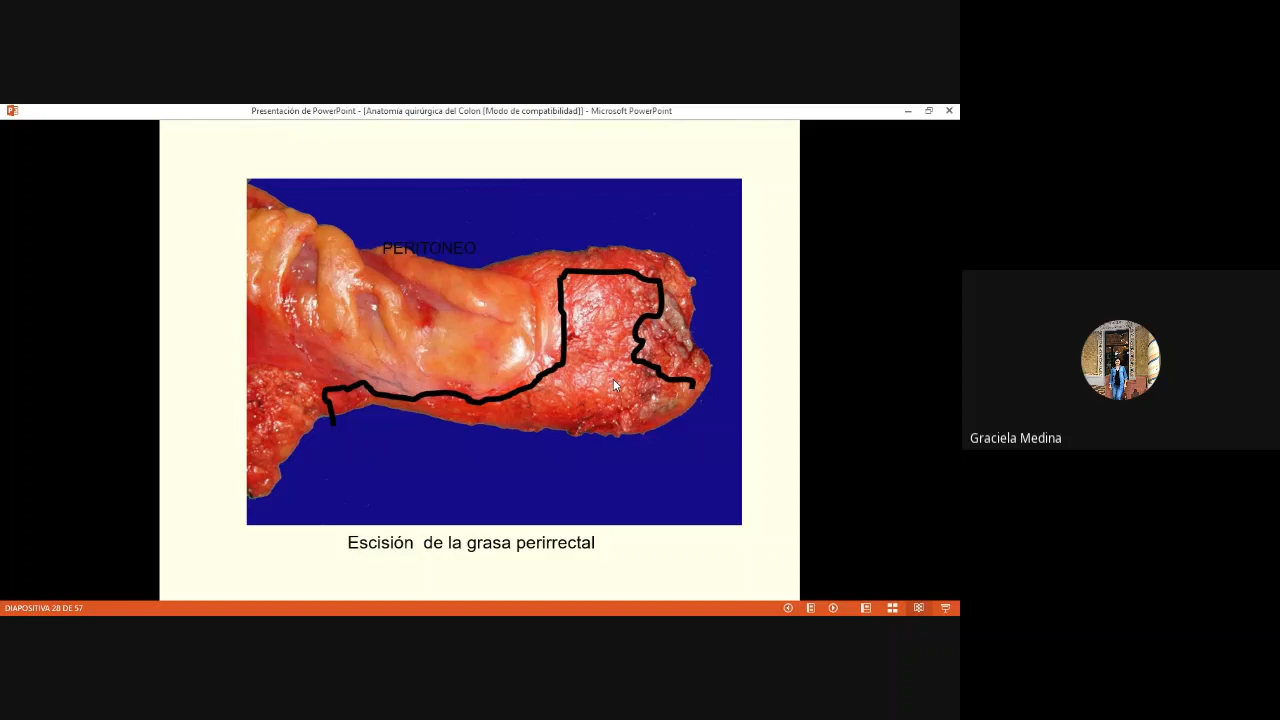 Presentación de PowerPoint - [Anatomía quirúrgica del Colon [Modo de compatibilidad]] - Microsoft PowerPoint
PERITONEO
Graciela Medina
Escisión de la grasa perirrectal
DIAPOSITIVA 28 DE 57